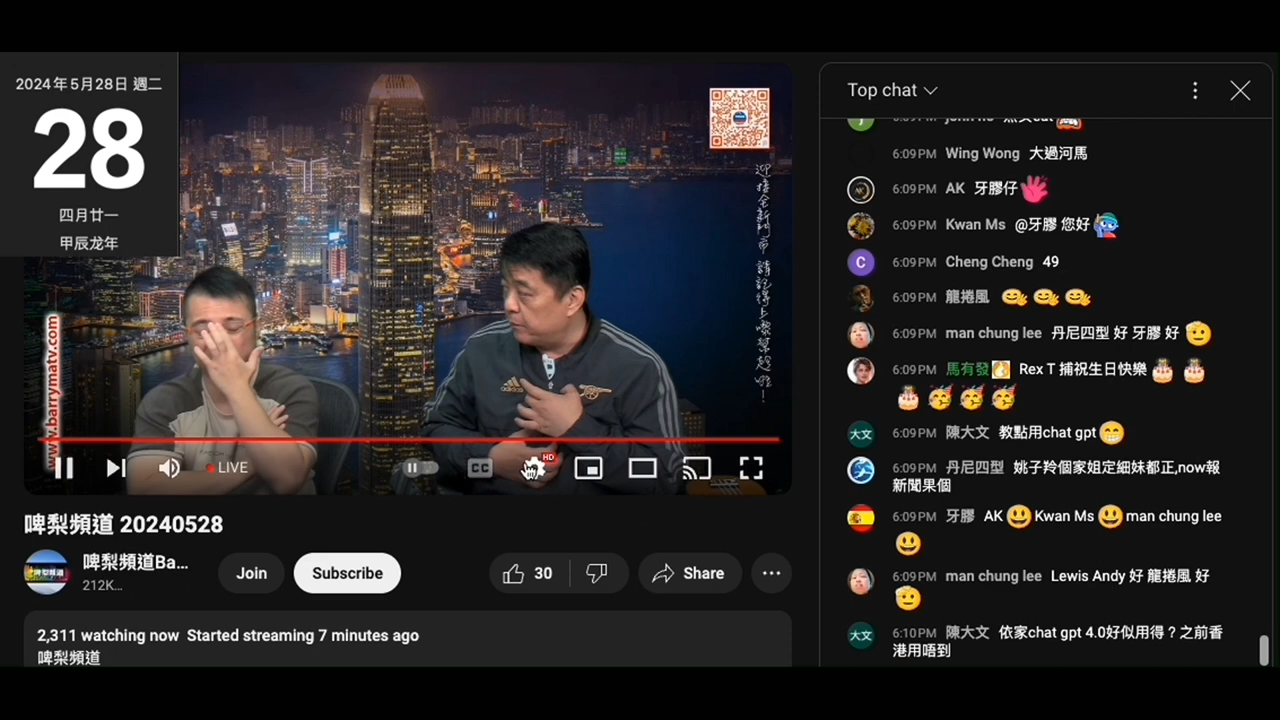 2024年5月28日 週二
28
四月廿一
甲辰龙年
www.barrymatv.com
LIVE
CC
HD
啤梨頻道 20240528
啤梨頻道Ba...
212K...
Join
Subscribe
30
Share
2,311 watching now Started streaming 7 minutes ago
啤梨頻道
Top chat
6:09PM Wing Wong 大過河馬
6:09PM AK 牙膠仔
6:09PM Kwan Ms @牙膠 您好
C
6:09PM Cheng Cheng 49
6:09PM 龍捲風
6:09PM man chung lee 丹尼四型 好 牙膠 好
6:09PM 馬有發 Rex T 捕祝生日快樂
大文 6:09PM 陳大文 教點用chat gpt
6:09PM 丹尼四型 姚子羚個家姐定細妹都正,now報
新聞果個
6:09PM 牙膠 AK Kwan Ms man chung lee
6:09PM man chung lee Lewis Andy 好 龍捲風 好
大文 6:10PM 陳大文 依家chat gpt 4.0好似用得？之前香
港用唔到